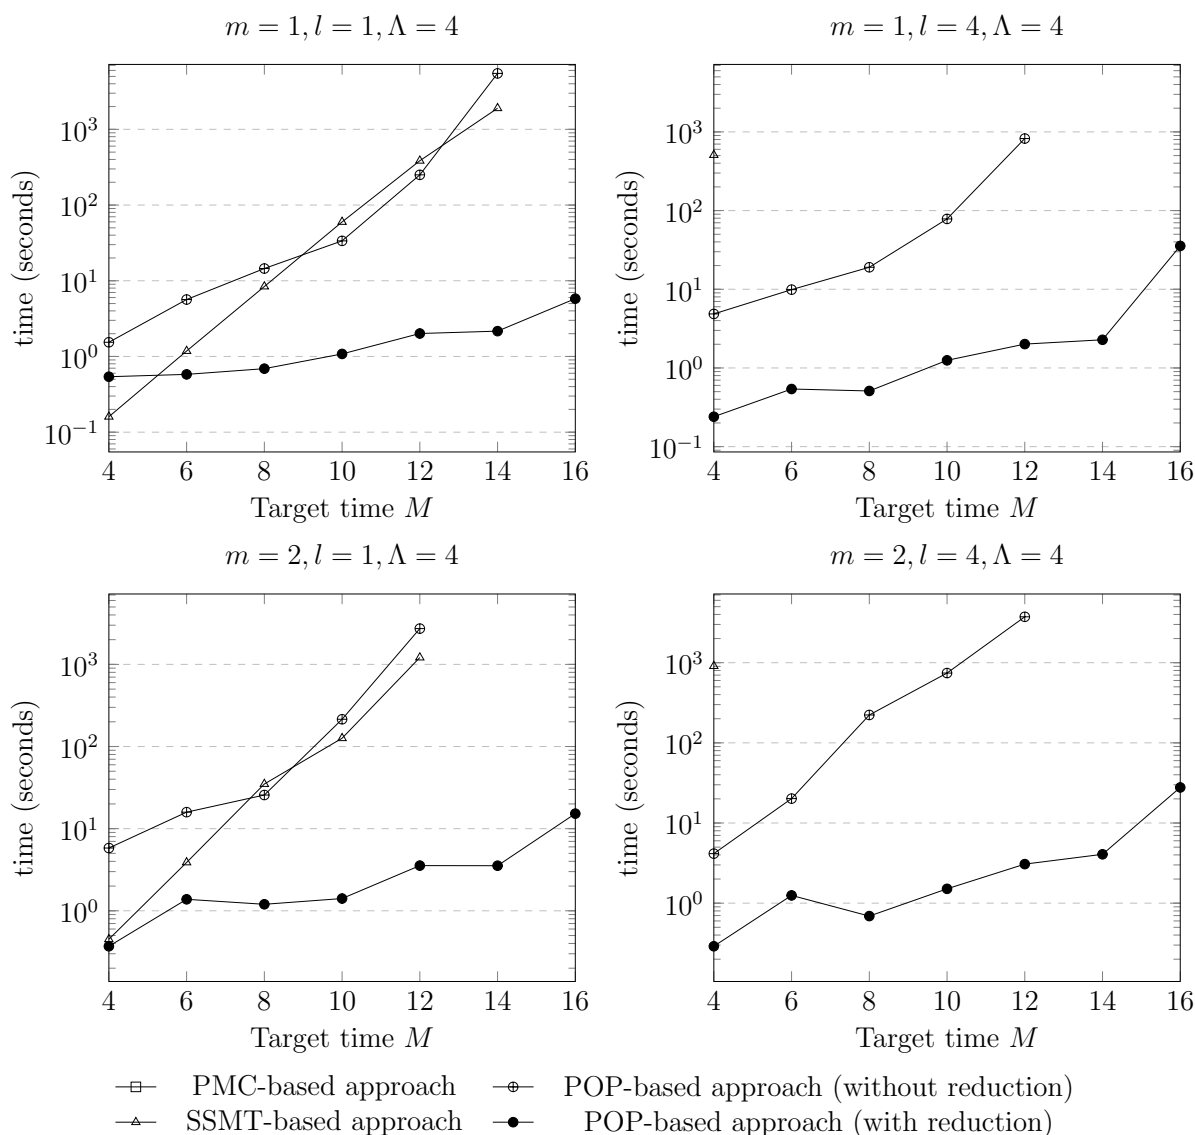 m = 1, l = 1, Λ = 4
m = 1, l = 4, Λ = 4
time (seconds)
10^3
10^2
10^1
10^0
10^−1
4 6 8 10 12 14 16
Target time M
time (seconds)
10^3
10^2
10^1
10^0
10^−1
4 6 8 10 12 14 16
Target time M
m = 2, l = 1, Λ = 4
m = 2, l = 4, Λ = 4
time (seconds)
10^3
10^2
10^1
10^0
4 6 8 10 12 14 16
Target time M
time (seconds)
10^3
10^2
10^1
10^0
4 6 8 10 12 14 16
Target time M
PMC-based approach
POP-based approach (without reduction)
SSMT-based approach
POP-based approach (with reduction)